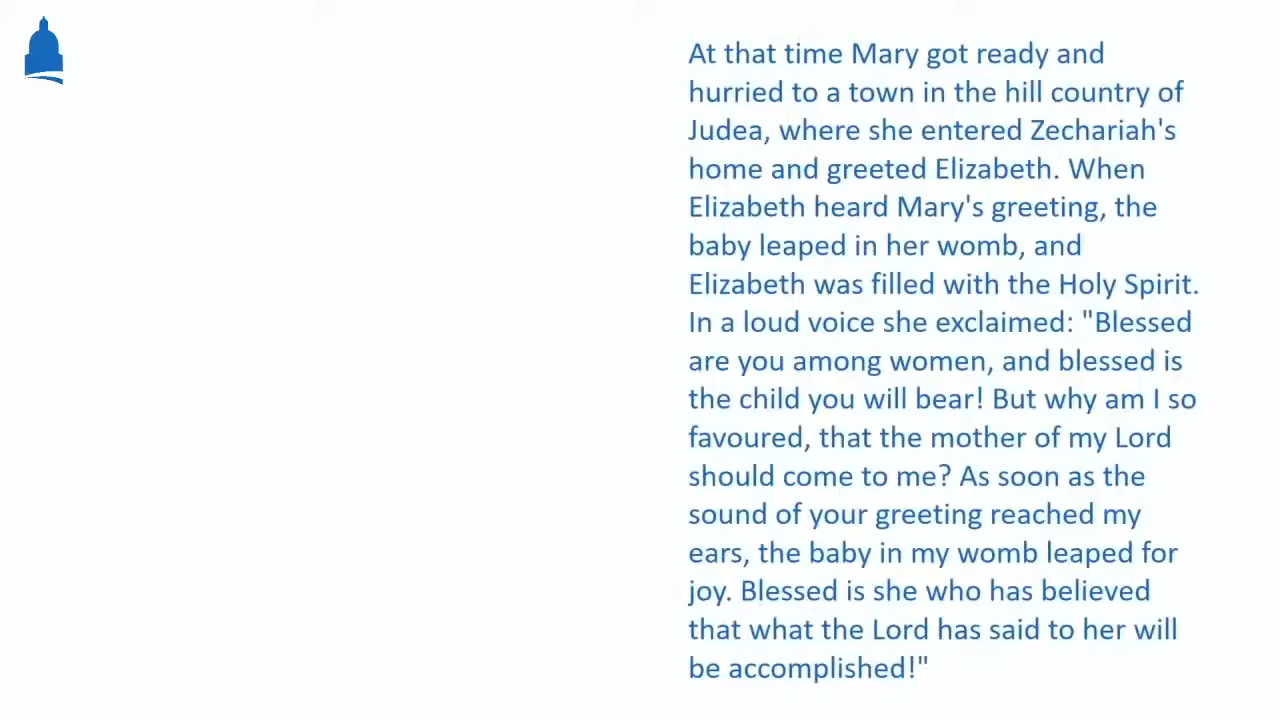 At that time Mary got ready and
hurried to a town in the hill country of
Judea, where she entered Zechariah's
home and greeted Elizabeth. When
Elizabeth heard Mary's greeting, the
baby leaped in her womb, and
Elizabeth was filled with the Holy Spirit.
In a loud voice she exclaimed: "Blessed
are you among women, and blessed is
the child you will bear! But why am I so
favoured, that the mother of my Lord
should come to me? As soon as the
sound of your greeting reached my
ears, the baby in my womb leaped for
joy. Blessed is she who has believed
that what the Lord has said to her will
be accomplished!"